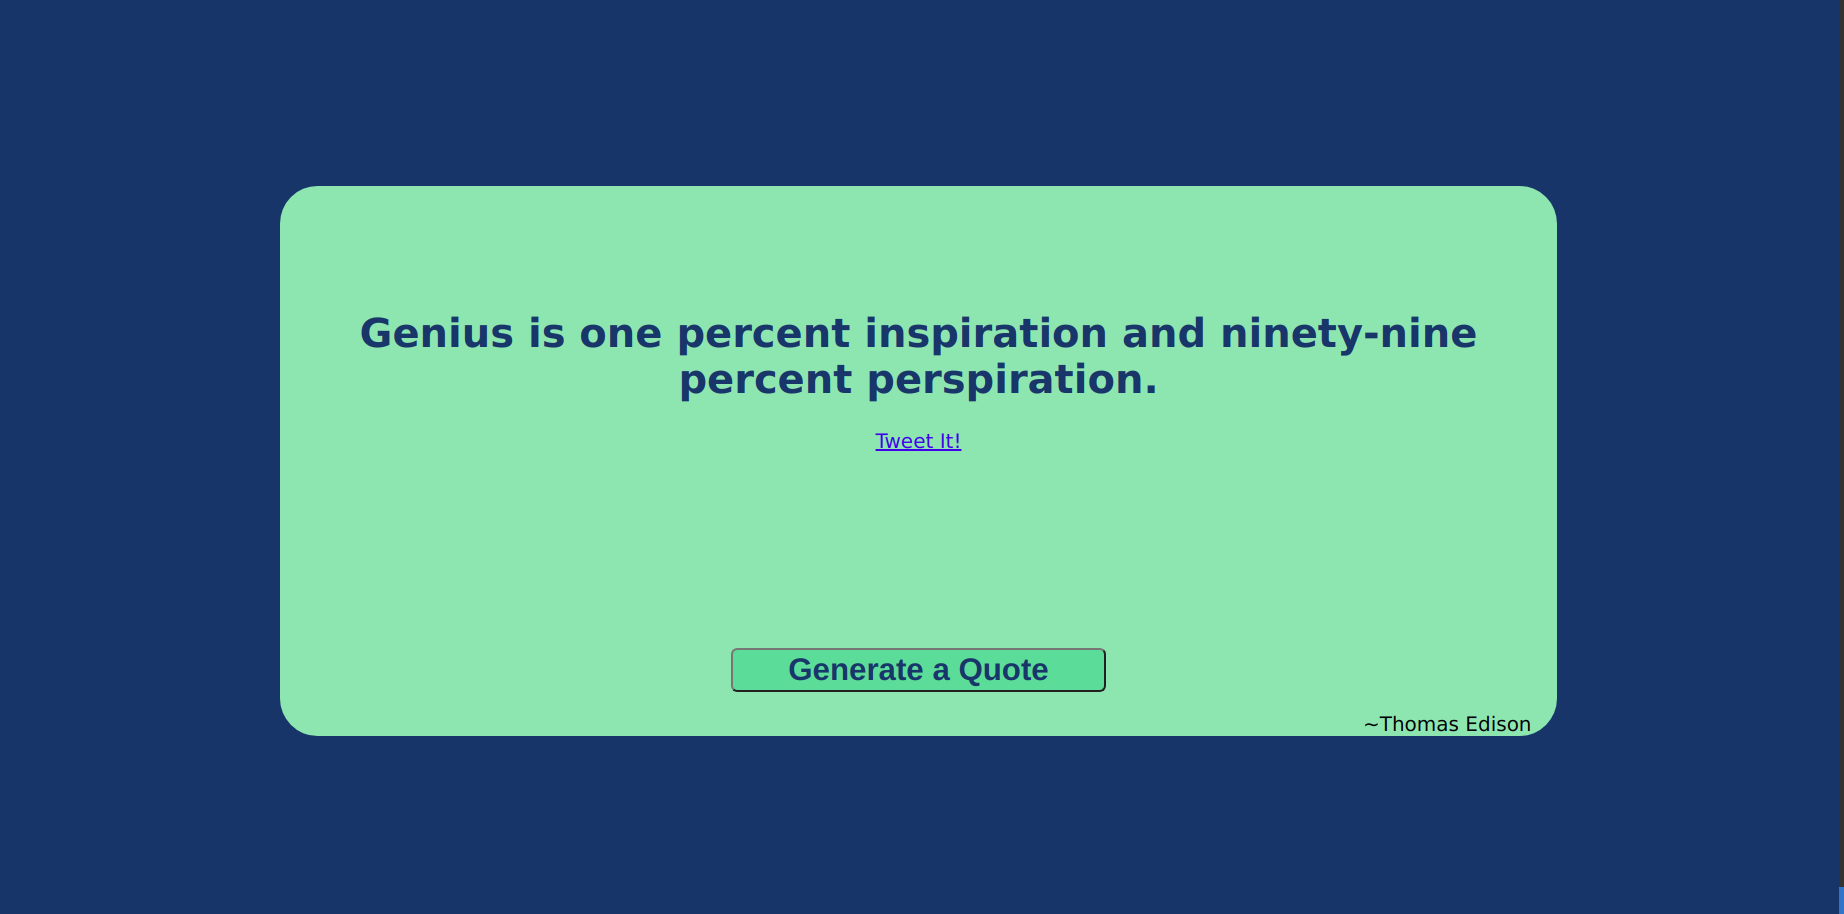 Genius is one percent inspiration and ninety-nine
percent perspiration.
Tweet It!
Generate a Quote
~Thomas Edison